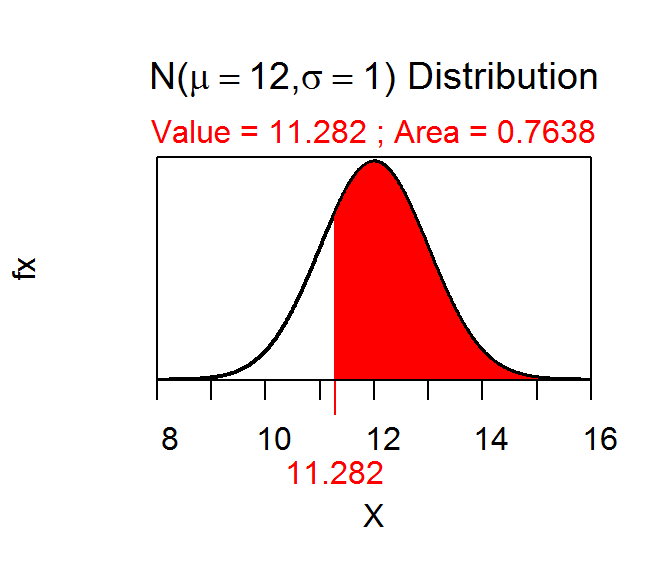 N(μ = 12,σ = 1) Distribution
Value = 11.282 ; Area = 0.7638
fx
8 10 12 14 16
11.282
X